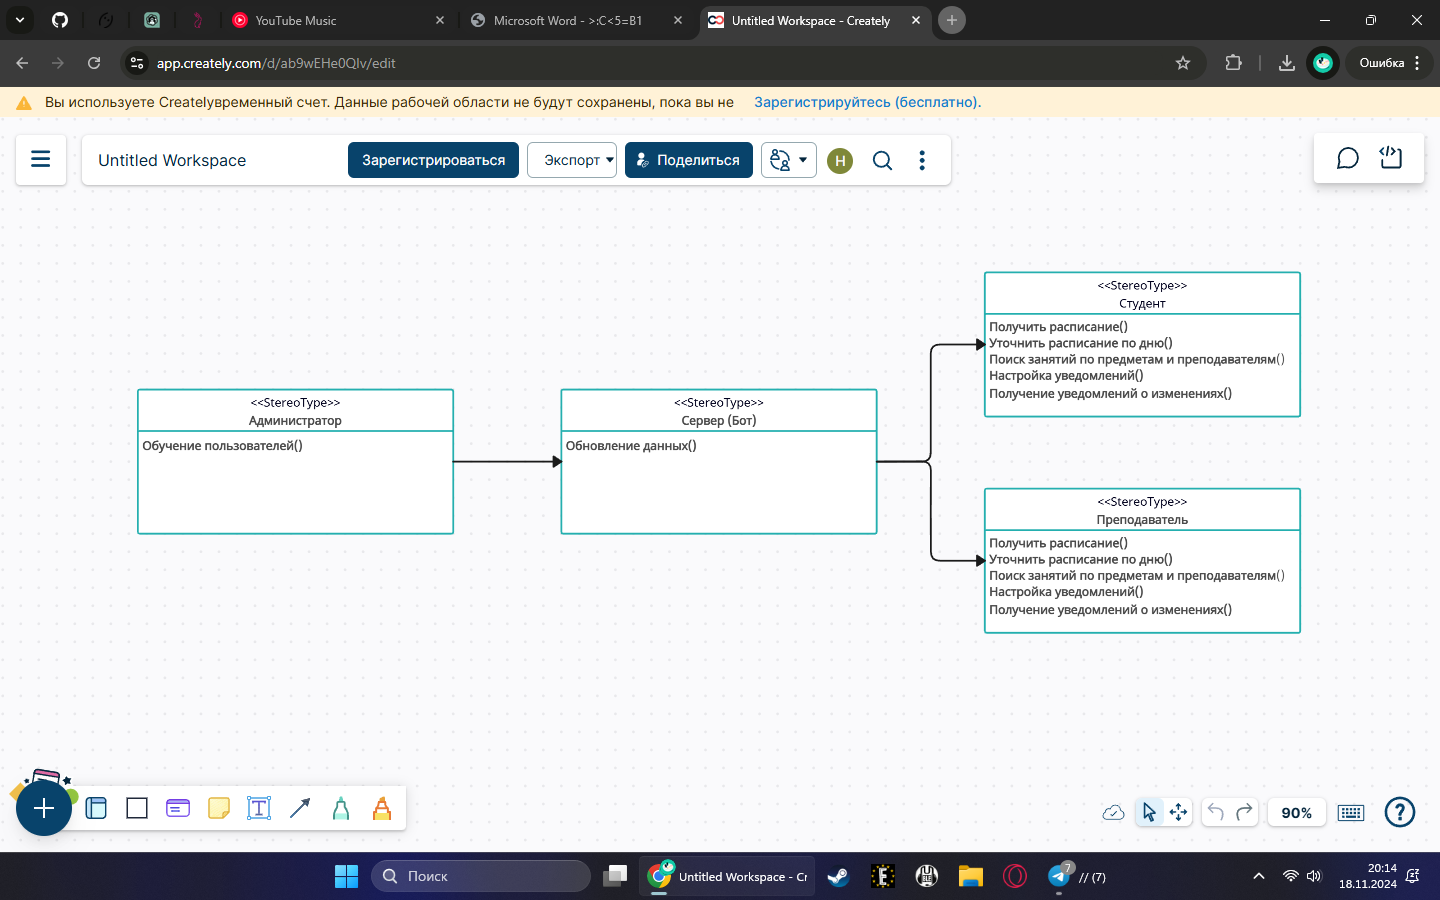 YouTube Music
Microsoft Word - >:C<5=B1
Untitled Workspace - Creately
app.creately.com/d/ab9wEHe0QIv/edit
Ошибка
Вы используете Createlyвременный счет. Данные рабочей области не будут сохранены, пока вы не Зарегистрируйтесь (бесплатно).
Untitled Workspace
Зарегистрироваться
Экспорт
Поделиться
H
<<StereoType>>
Администратор
Обучение пользователей()
<<StereoType>>
Сервер (Бот)
Обновление данных()
<<StereoType>>
Студент
Получить расписание()
Уточнить расписание по дню()
Поиск занятий по предметам и преподавателям()
Настройка уведомлений()
Получение уведомлений о изменениях()
<<StereoType>>
Преподаватель
Получить расписание()
Уточнить расписание по дню()
Поиск занятий по предметам и преподавателям()
Настройка уведомлений()
Получение уведомлений о изменениях()
T
90%
?
Поиск
Untitled Workspace - Cr
7
// (7)
20:14
18.11.2024